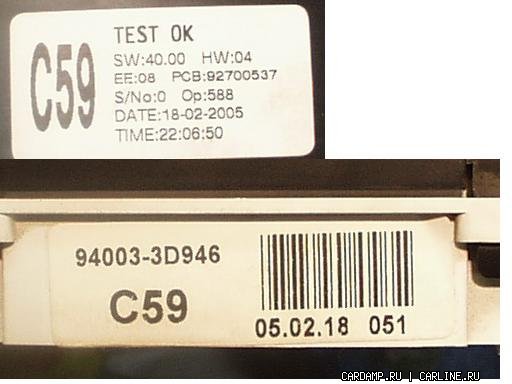 C59
TEST OK
SW:40.00 HW:04
EE:08 PCB:92700537
S/No:0 Op:588
DATE:18-02-2005
TIME:22:06:50
94003-3D946
C59
05.02.18 051
CARDAMP.RU | CARLINE.RU